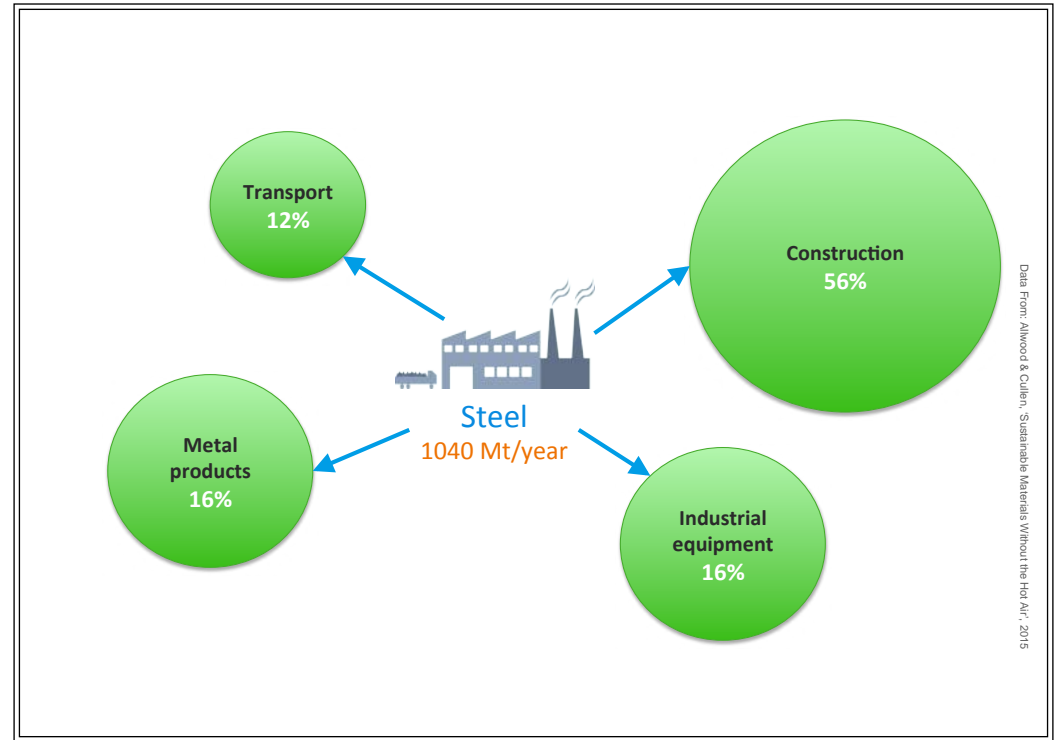 Transport
12%
Construction
56%
Steel
1040 Mt/year
Metal
products
16%
Industrial
equipment
16%
Data From: Allwood & Cullen, ‘Sustainable Materials Without the Hot Air’, 2015